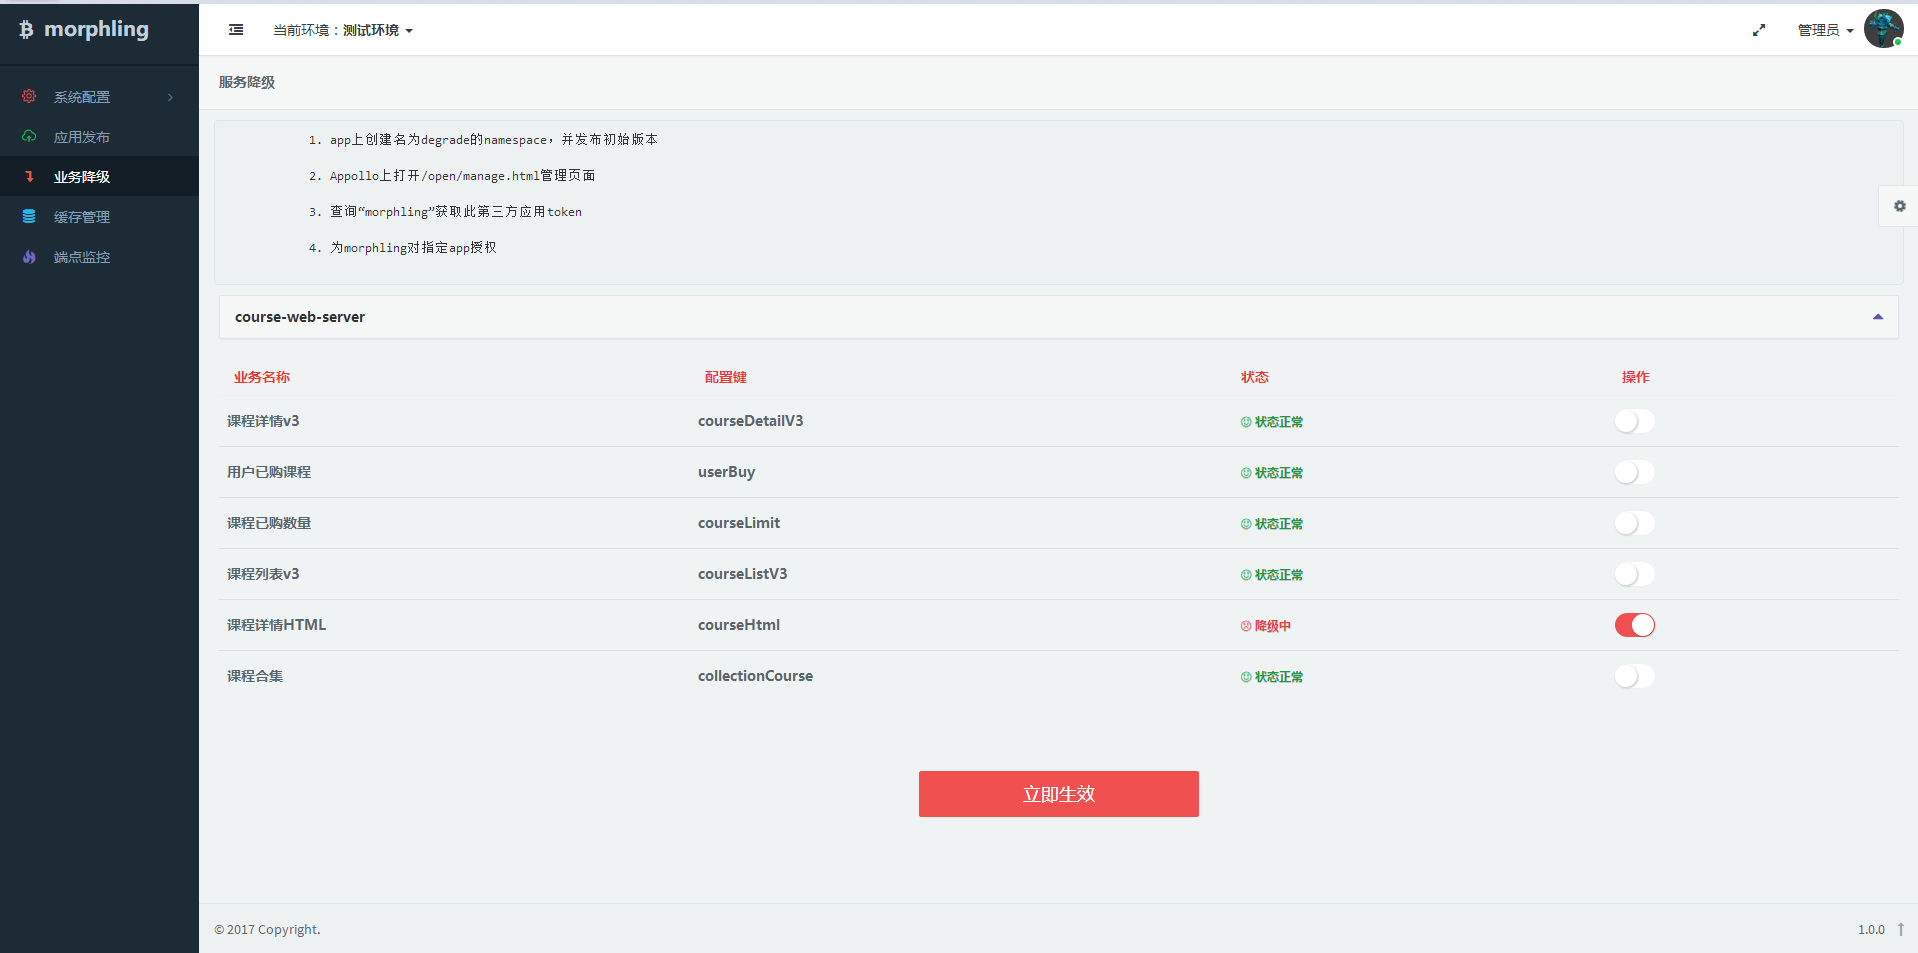 morphling
当前环境：测试环境
管理员
系统配置
应用发布
业务降级
缓存管理
端点监控
服务降级
1. app上创建名为degrade的namespace，并发布初始版本
2. Appollo上打开/open/manage.html管理页面
3. 查询“morphling”获取此第三方应用token
4. 为morphling对指定app授权
course-web-server
业务名称 配置键 状态 操作
课程详情v3 courseDetailV3 状态正常
用户已购课程 userBuy 状态正常
课程已购数量 courseLimit 状态正常
课程列表v3 courseListV3 状态正常
课程详情HTML courseHtml 降级中
课程合集 collectionCourse 状态正常
立即生效
© 2017 Copyright.
1.0.0